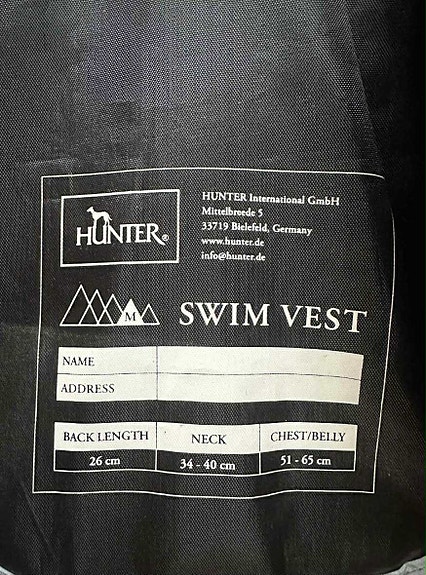 HUNTER®
HUNTER International GmbH
Mittelbreede 5
33719 Bielefeld, Germany
www.hunter.de
info@hunter.de
M
SWIM VEST
NAME
ADDRESS
BACK LENGTH NECK CHEST/BELLY
26 cm 34 - 40 cm 51 - 65 cm